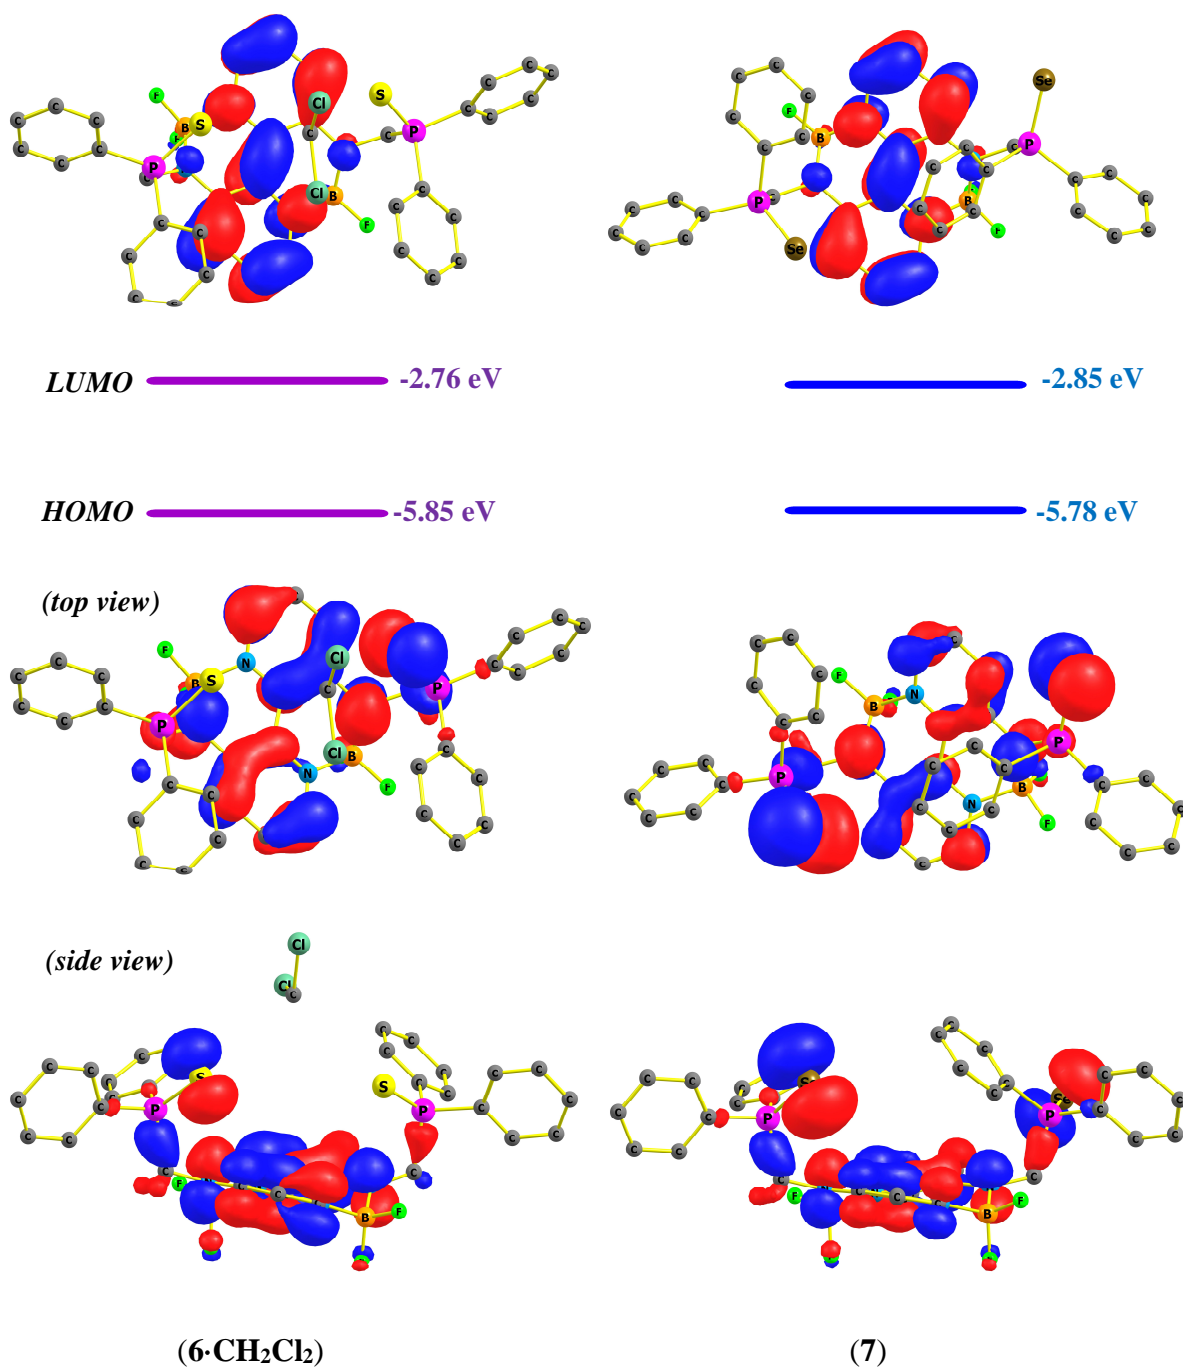 LUMO -2.76 eV -2.85 eV
HOMO -5.85 eV -5.78 eV
(top view)
(side view)
(6·CH₂Cl₂) (7)